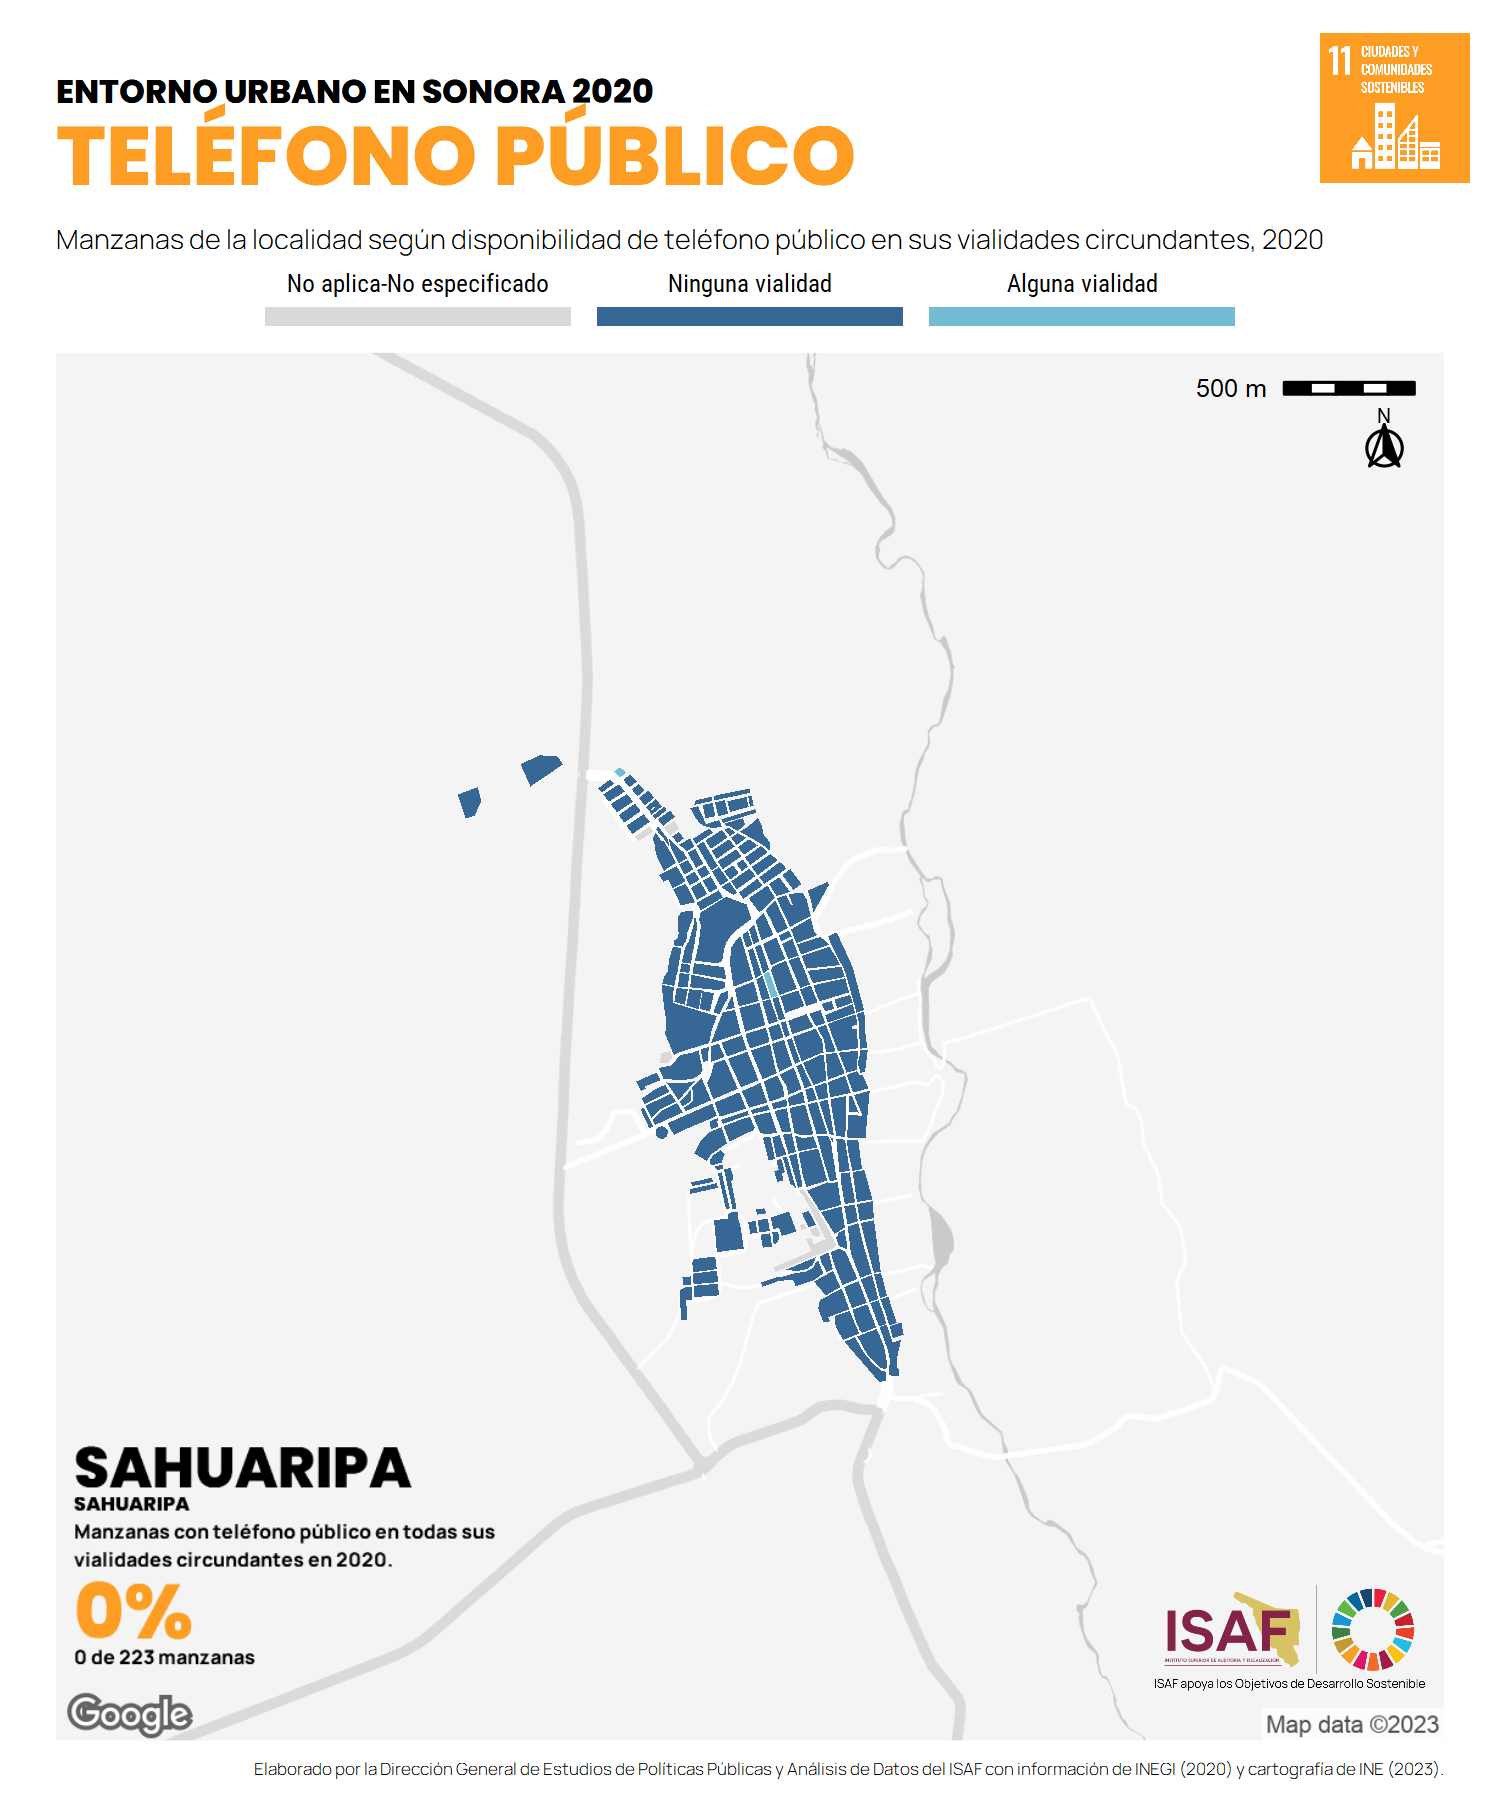 ENTORNO URBANO EN SONORA 2020
TELÉFONO PÚBLICO
11 CIUDADES Y
COMUNIDADES
SOSTENIBLES
Manzanas de la localidad según disponibilidad de teléfono público en sus vialidades circundantes, 2020
No aplica-No especificado
Ninguna vialidad
Alguna vialidad
500 m
N
SAHUARIPA
SAHUARIPA
Manzanas con teléfono público en todas sus
vialidades circundantes en 2020.
0%
0 de 223 manzanas
Google
ISAF
INSTITUTO SUPERIOR DE AUDITORÍA Y FISCALIZACIÓN
ISAF apoya los Objetivos de Desarrollo Sostenible
Map data ©2023
Elaborado por la Dirección General de Estudios de Políticas Públicas y Análisis de Datos del ISAF con información de INEGI (2020) y cartografía de INE (2023).